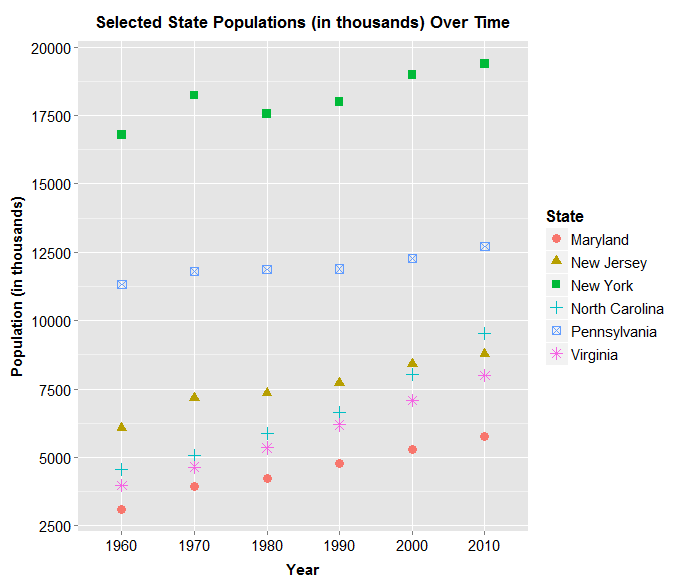 Selected State Populations (in thousands) Over Time
20000
17500
15000
12500
10000
7500
5000
2500
Population (in thousands)
1960 1970 1980 1990 2000 2010
Year
State
Maryland
New Jersey
New York
North Carolina
Pennsylvania
Virginia